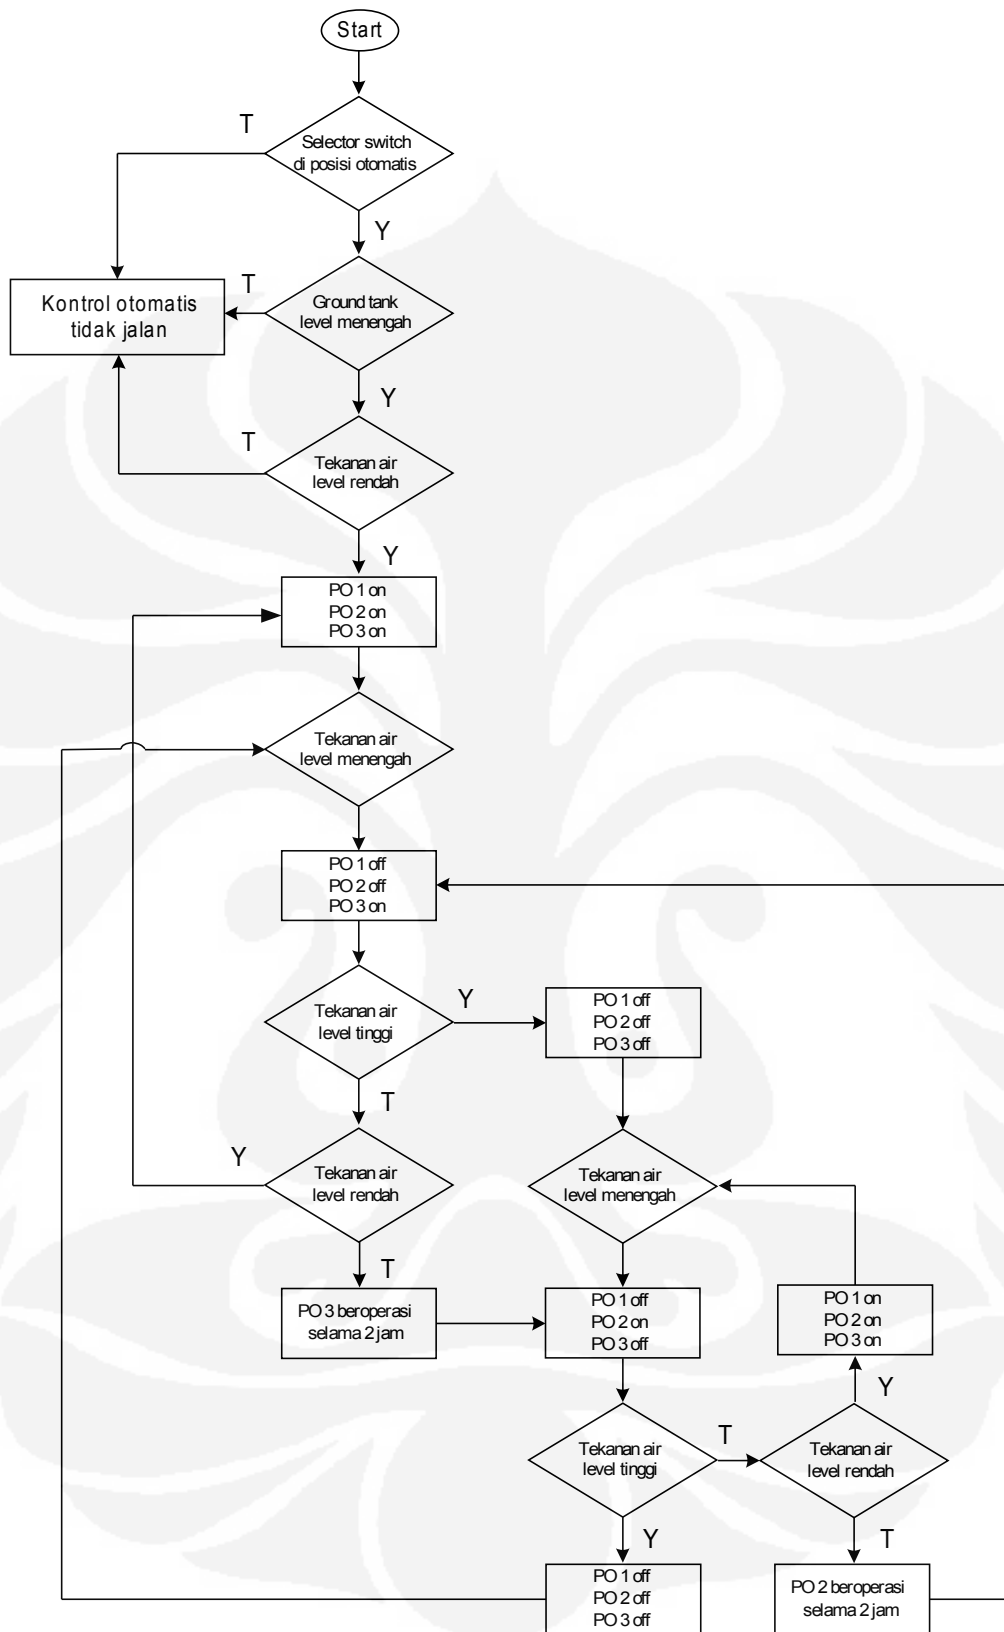 Start
T
Selector switch
di posisi otomatis
Y
T
Kontrol otomatis
tidak jalan
Ground tank
level menengah
Y
T
Tekanan air
level rendah
Y
PO 1 on
PO 2 on
PO 3 on
Tekanan air
level menengah
PO 1 off
PO 2 off
PO 3 on
Tekanan air
level tinggi
Y
PO 1 off
PO 2 off
PO 3 off
T
Y
Tekanan air
level rendah
Tekanan air
level menengah
T
PO 3 beroperasi
selama 2 jam
PO 1 off
PO 2 on
PO 3 off
PO 1 on
PO 2 on
PO 3 on
Y
Tekanan air
level tinggi
T
Tekanan air
level rendah
Y
T
PO 1 off
PO 2 off
PO 3 off
PO 2 beroperasi
selama 2 jam